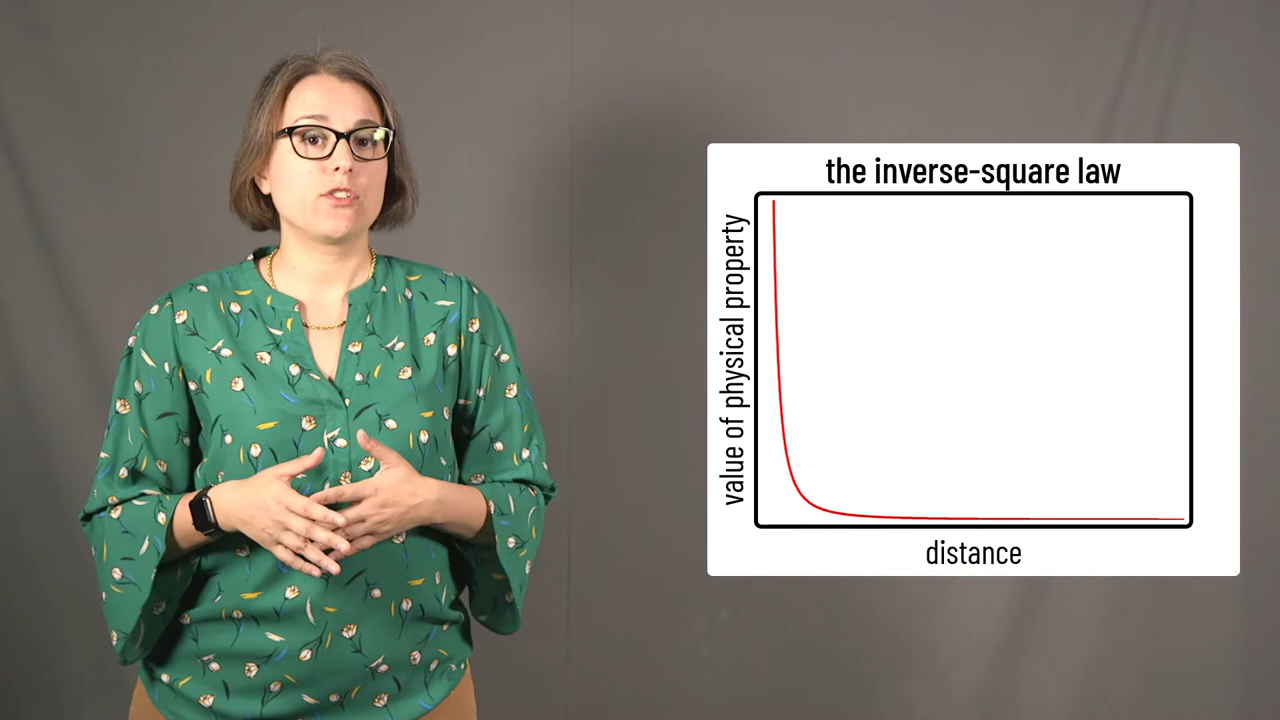 the inverse-square law
value of physical property
distance